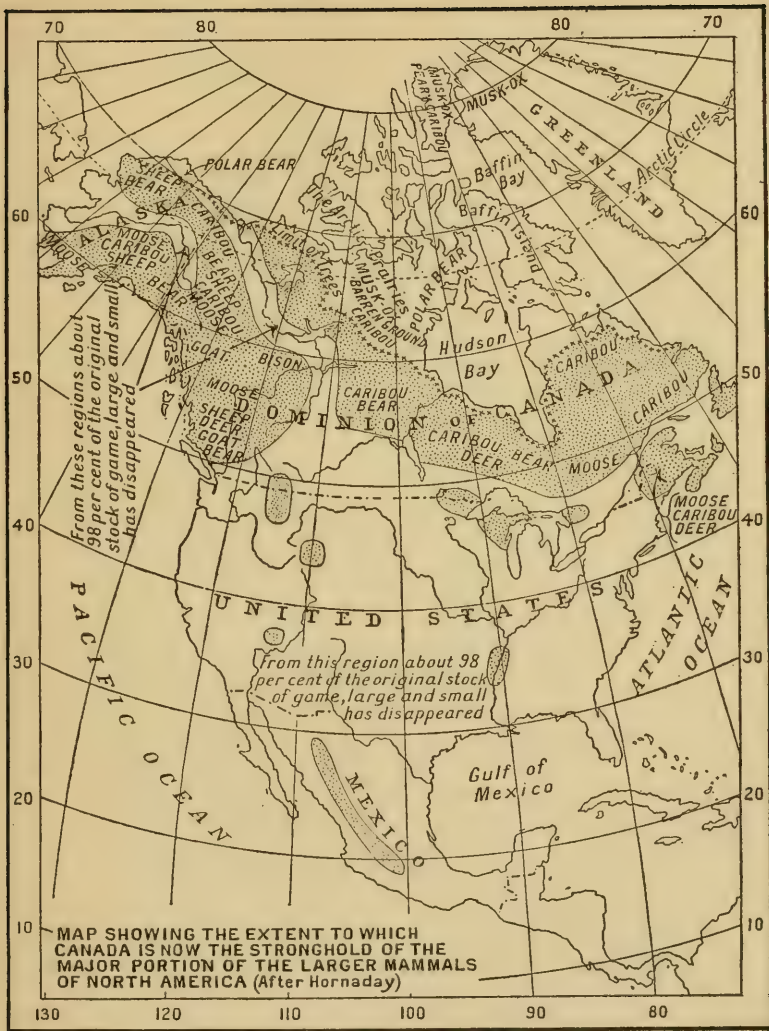 70
80
80
70
MUSK-OX
PEARY CARIBOU
MUSK-OX
GREENLAND
Arctic Circle
POLAR BEAR
SHEEP
BEAR
CARIBOU
Baffin
Bay
Baffin Island
60
60
ALASKA
MOOSE
MOOSE
CARIBOU
SHEEP
BEAR
BEAR
SHEEP
CARIBOU
MOOSE
Limit of Trees
The Arctic Prairies
MUSK-OX
BARREN GROUND
CARIBOU
POLAR BEAR
Hudson
Bay
From these regions about
98 per cent of the original
stock of game, large and small
has disappeared
50
50
GOAT
BISON
MOOSE
SHEEP
DEER
GOAT
BEAR
CARIBOU
BEAR
CARIBOU
CARIBOU
DOMINION OF CANADA
CARIBOU
DEER
BEAR
MOOSE
MOOSE
CARIBOU
DEER
40
40
PACIFIC OCEAN
UNITED STATES
ATLANTIC
OCEAN
30
30
From this region about 98
per cent of the original stock
of game, large and small
has disappeared
MEXICO
Gulf of
Mexico
20
20
10
10
MAP SHOWING THE EXTENT TO WHICH
CANADA IS NOW THE STRONGHOLD OF THE
MAJOR PORTION OF THE LARGER MAMMALS
OF NORTH AMERICA (After Hornaday)
130
120
110
100
90
80